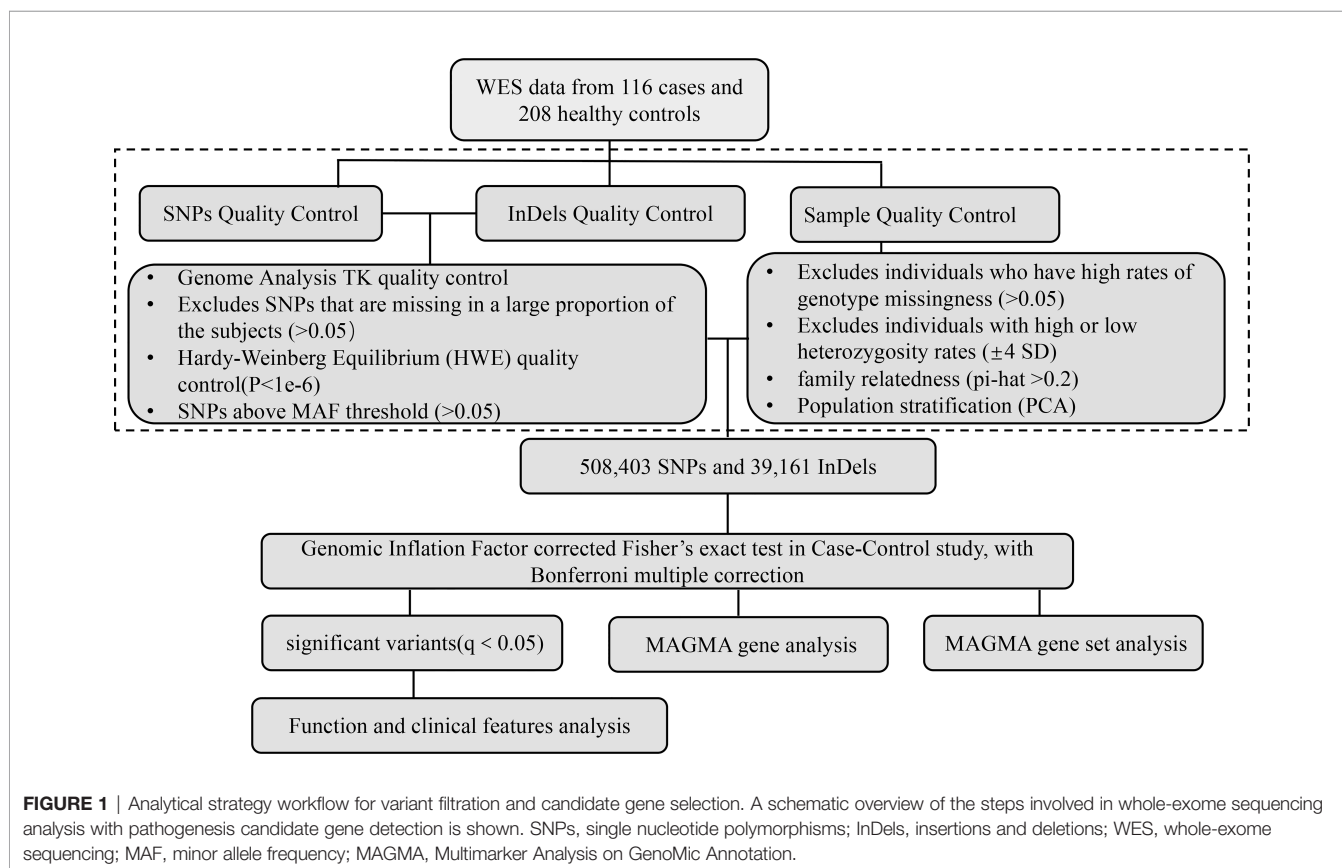 WES data from 116 cases and
208 healthy controls
SNPs Quality Control
InDels Quality Control
Sample Quality Control
• Genome Analysis TK quality control
• Excludes SNPs that are missing in a large proportion of
the subjects (>0.05)
• Hardy-Weinberg Equilibrium (HWE) quality
control(P<1e-6)
• SNPs above MAF threshold (>0.05)
• Excludes individuals who have high rates of
genotype missingness (>0.05)
• Excludes individuals with high or low
heterozygosity rates (±4 SD)
• family relatedness (pi-hat >0.2)
• Population stratification (PCA)
508,403 SNPs and 39,161 InDels
Genomic Inflation Factor corrected Fisher's exact test in Case-Control study, with
Bonferroni multiple correction
significant variants(q < 0.05)
MAGMA gene analysis
MAGMA gene set analysis
Function and clinical features analysis
FIGURE 1 | Analytical strategy workflow for variant filtration and candidate gene selection. A schematic overview of the steps involved in whole-exome sequencing
analysis with pathogenesis candidate gene detection is shown. SNPs, single nucleotide polymorphisms; InDels, insertions and deletions; WES, whole-exome
sequencing; MAF, minor allele frequency; MAGMA, Multimarker Analysis on GenoMic Annotation.